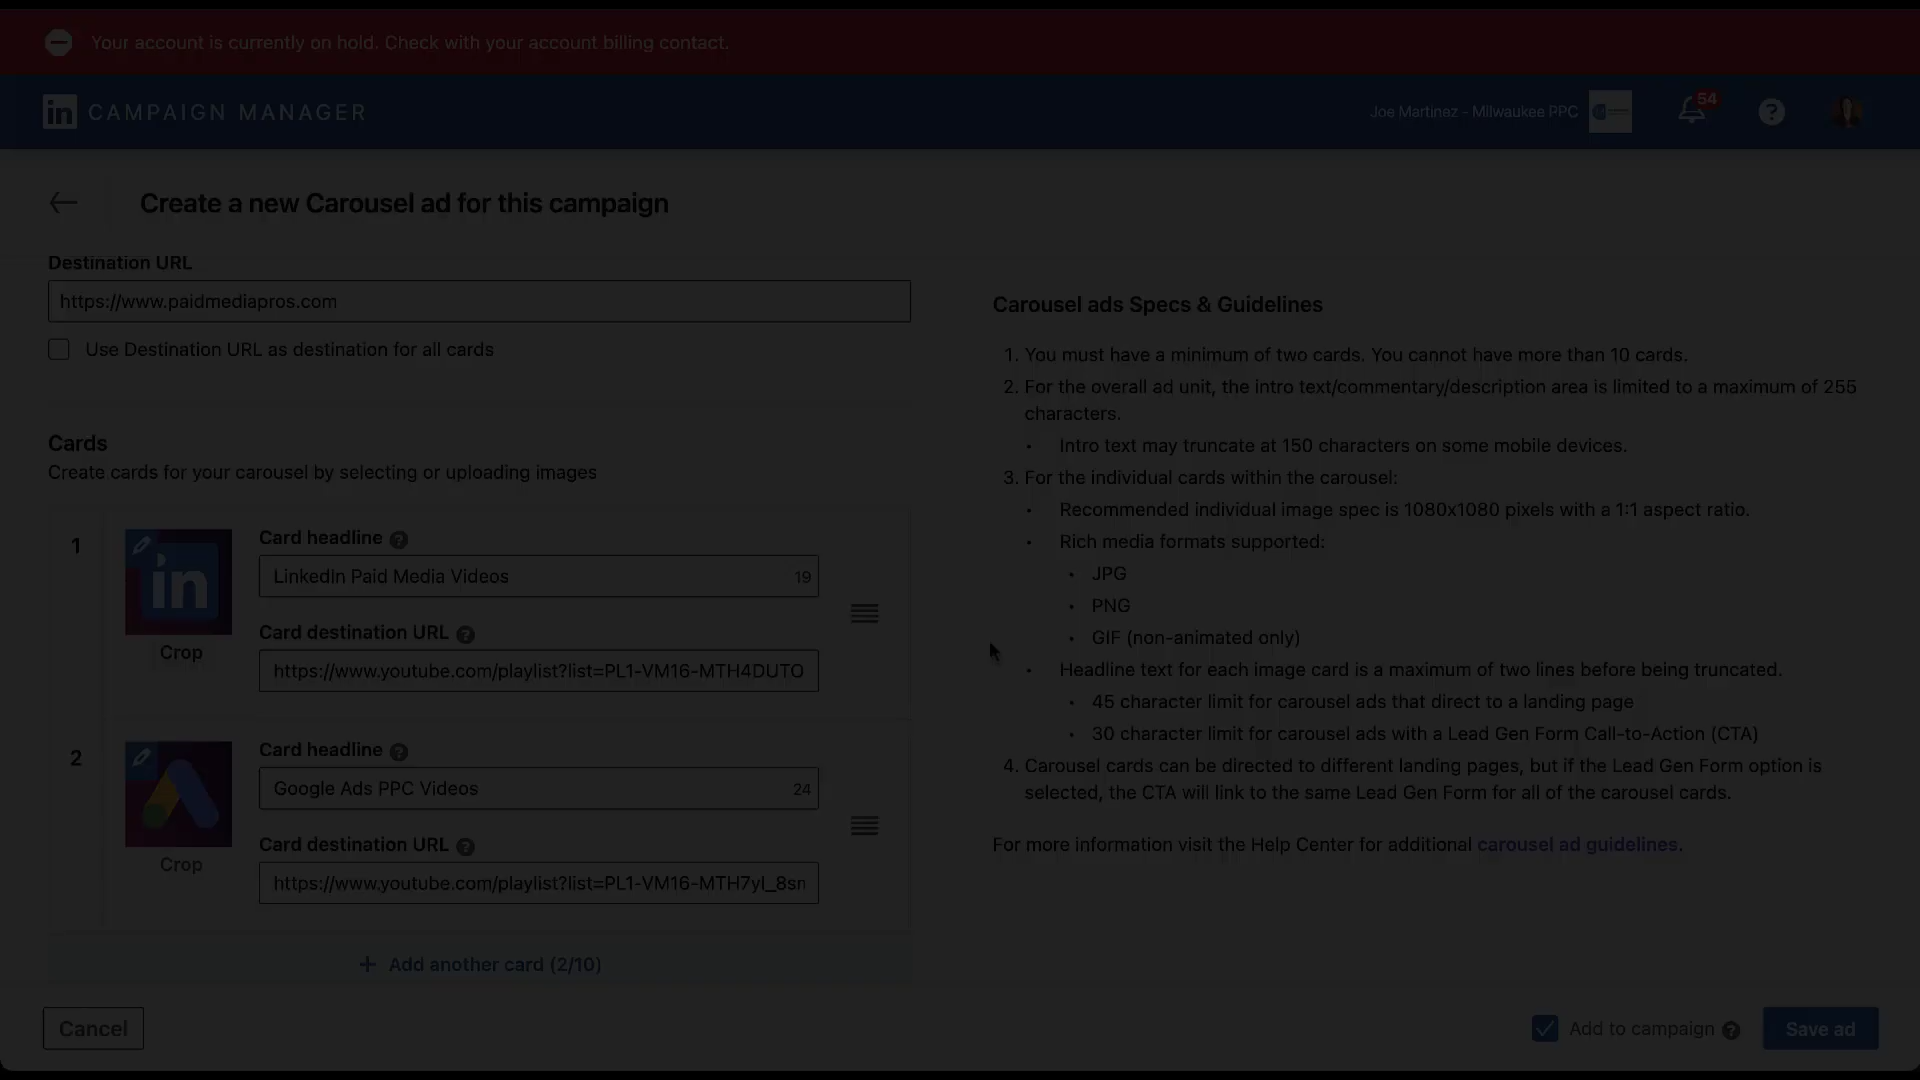 Your account is currently on hold. Check with your account billing contact.
in CAMPAIGN MANAGER
Joe Martinez - Milwaukee PPC
54
?
Create a new Carousel ad for this campaign
Destination URL
https://www.paidmediapros.com
Use Destination URL as destination for all cards
Cards
Create cards for your carousel by selecting or uploading images
1
in
Crop
Card headline ?
LinkedIn Paid Media Videos 19
Card destination URL ?
https://www.youtube.com/playlist?list=PL1-VM16-MTH4DUTO
2
Crop
Card headline ?
Google Ads PPC Videos 24
Card destination URL ?
https://www.youtube.com/playlist?list=PL1-VM16-MTH7yl_8sn
+ Add another card (2/10)
Carousel ads Specs & Guidelines
1. You must have a minimum of two cards. You cannot have more than 10 cards.
2. For the overall ad unit, the intro text/commentary/description area is limited to a maximum of 255
characters.
• Intro text may truncate at 150 characters on some mobile devices.
3. For the individual cards within the carousel:
• Recommended individual image spec is 1080x1080 pixels with a 1:1 aspect ratio.
• Rich media formats supported:
• JPG
• PNG
• GIF (non-animated only)
• Headline text for each image card is a maximum of two lines before being truncated.
• 45 character limit for carousel ads that direct to a landing page
• 30 character limit for carousel ads with a Lead Gen Form Call-to-Action (CTA)
4. Carousel cards can be directed to different landing pages, but if the Lead Gen Form option is
selected, the CTA will link to the same Lead Gen Form for all of the carousel cards.
For more information visit the Help Center for additional carousel ad guidelines.
Cancel
Add to campaign ?
Save ad